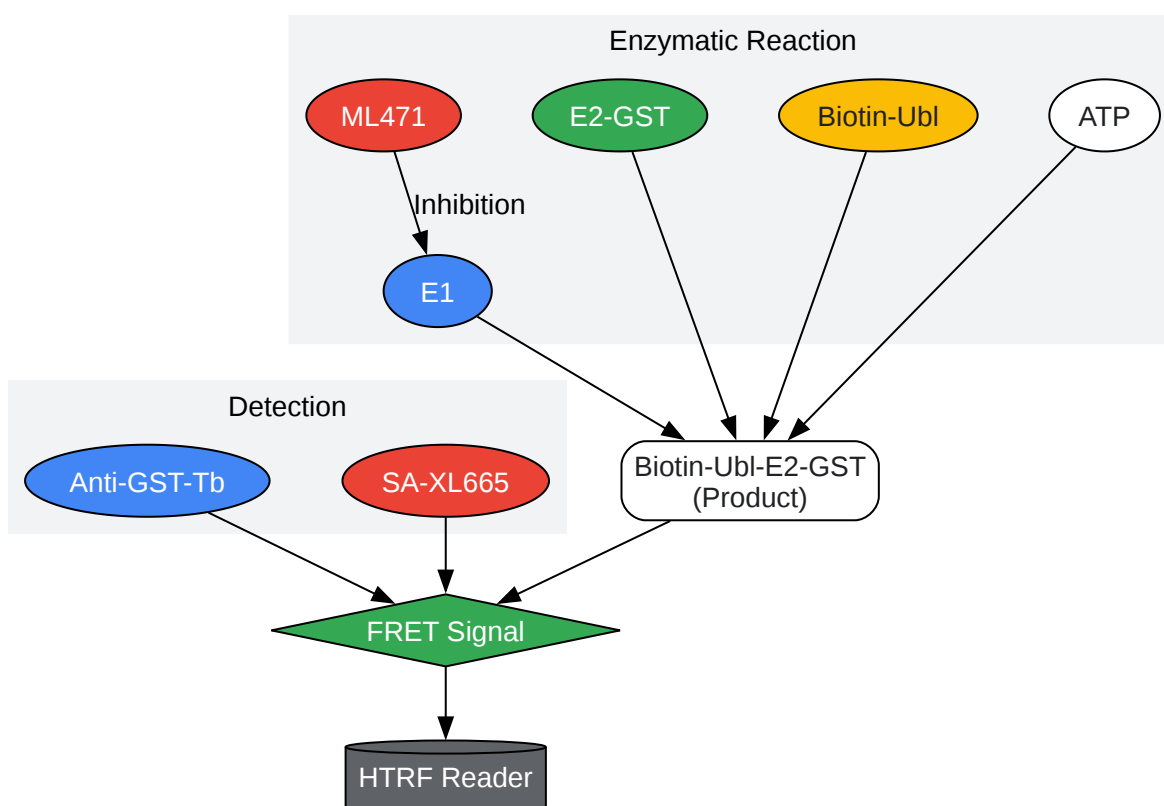 Enzymatic Reaction
ML471
E2-GST
Biotin-Ubl
ATP
Inhibition
E1
Detection
Anti-GST-Tb
SA-XL665
Biotin-Ubl-E2-GST
(Product)
FRET Signal
HTRF Reader